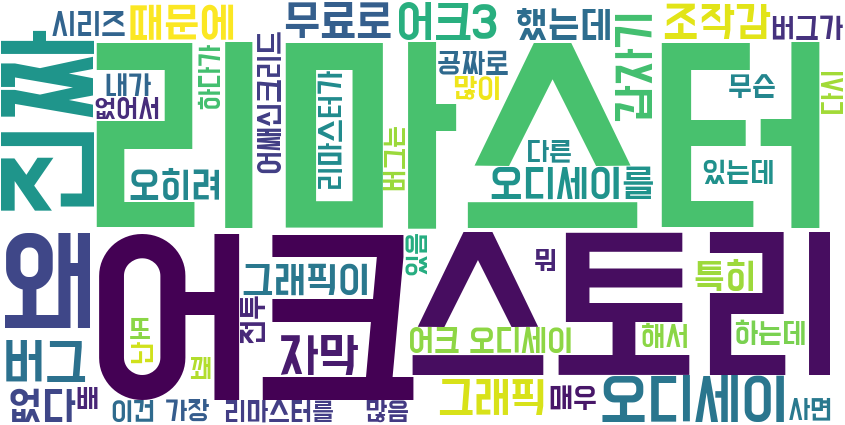 시리즈 때문에 무료로 어크3 했는데 조작감 버그가
진짜 리마스터 갑자기 다시
내가 하다가 공짜로 많이 무슨
없어서 어쌔신크리드 리마스터가 버그는 다른
오히려 오디세이를 있는데
왜 어크 스토리
그래픽이 있음 뭐 특히
전투 난 꽤 자막 어크 오디세이 해서 하는데
버그 그래픽 매우 오디세이
없다 배 이건 가장 리마스터를 많음 사면